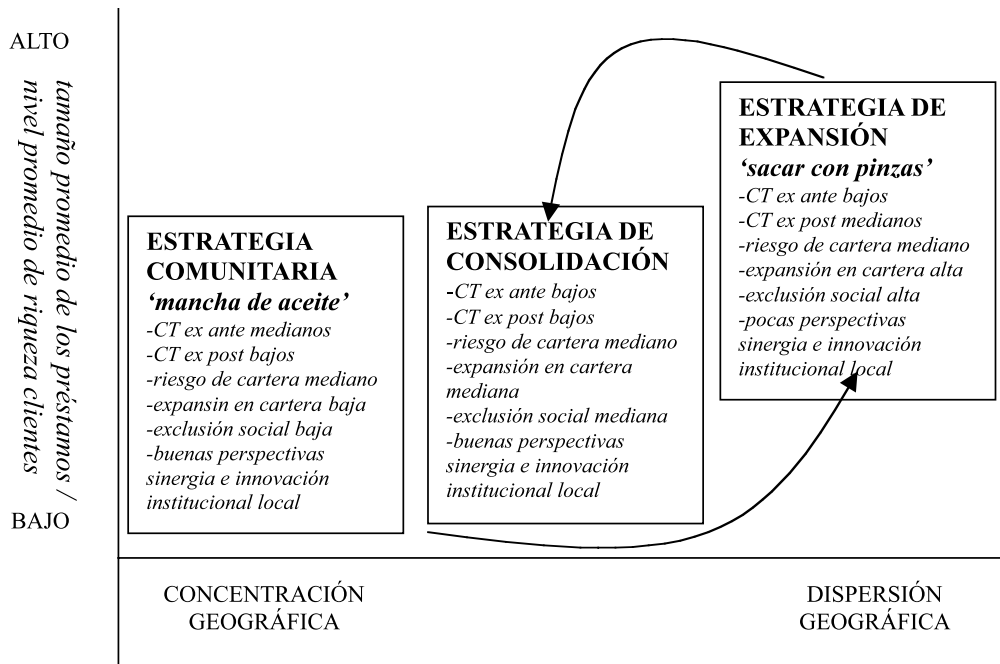 ALTO
tamaño promedio de los préstamos /
nivel promedio de riqueza clientes
BAJO
ESTRATEGIA
COMUNITARIA
‘mancha de aceite’
-CT ex ante medianos
-CT ex post bajos
-riesgo de cartera mediano
-expansin en cartera baja
-exclusión social baja
-buenas perspectivas
sinergia e innovación
institucional local
ESTRATEGIA DE
CONSOLIDACIÓN
-CT ex ante bajos
-CT ex post bajos
-riesgo de cartera mediano
-expansión en cartera
mediana
-exclusión social mediana
-buenas perspectivas
sinergia e innovación
institucional local
ESTRATEGIA DE
EXPANSIÓN
‘sacar con pinzas’
-CT ex ante bajos
-CT ex post medianos
-riesgo de cartera mediano
-expansión en cartera alta
-exclusión social alta
-pocas perspectivas
sinergia e innovación
institucional local
CONCENTRACIÓN
GEOGRÁFICA
DISPERSIÓN
GEOGRÁFICA